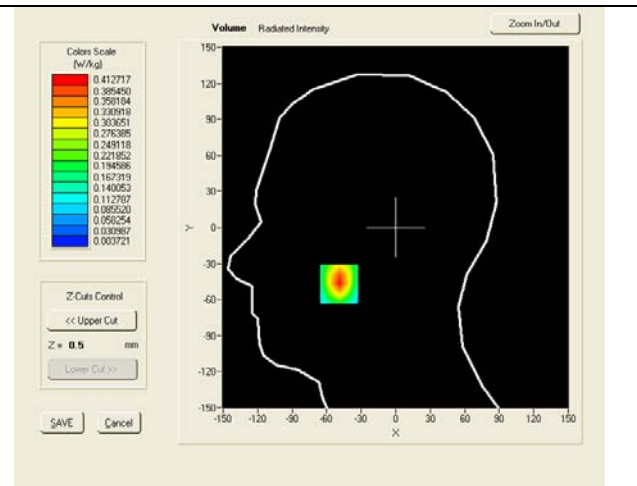 Volume Radiated Intensity
Zoom In/Out
Colors Scale
(W/kg)
0.412717
0.385450
0.358184
0.330918
0.303651
0.276385
0.249118
0.221852
0.194586
0.167319
0.140053
0.112787
0.085520
0.058254
0.030987
0.003721
Z-Cuts Control
<< Upper Cut
Z = 0.5 mm
Lower Cut >>
SAVE Cancel
150
120
90
60
30
0
-30
-60
-90
-120
-150
Y
-150 -120 -90 -60 -30 0 30 60 90 120 150
X